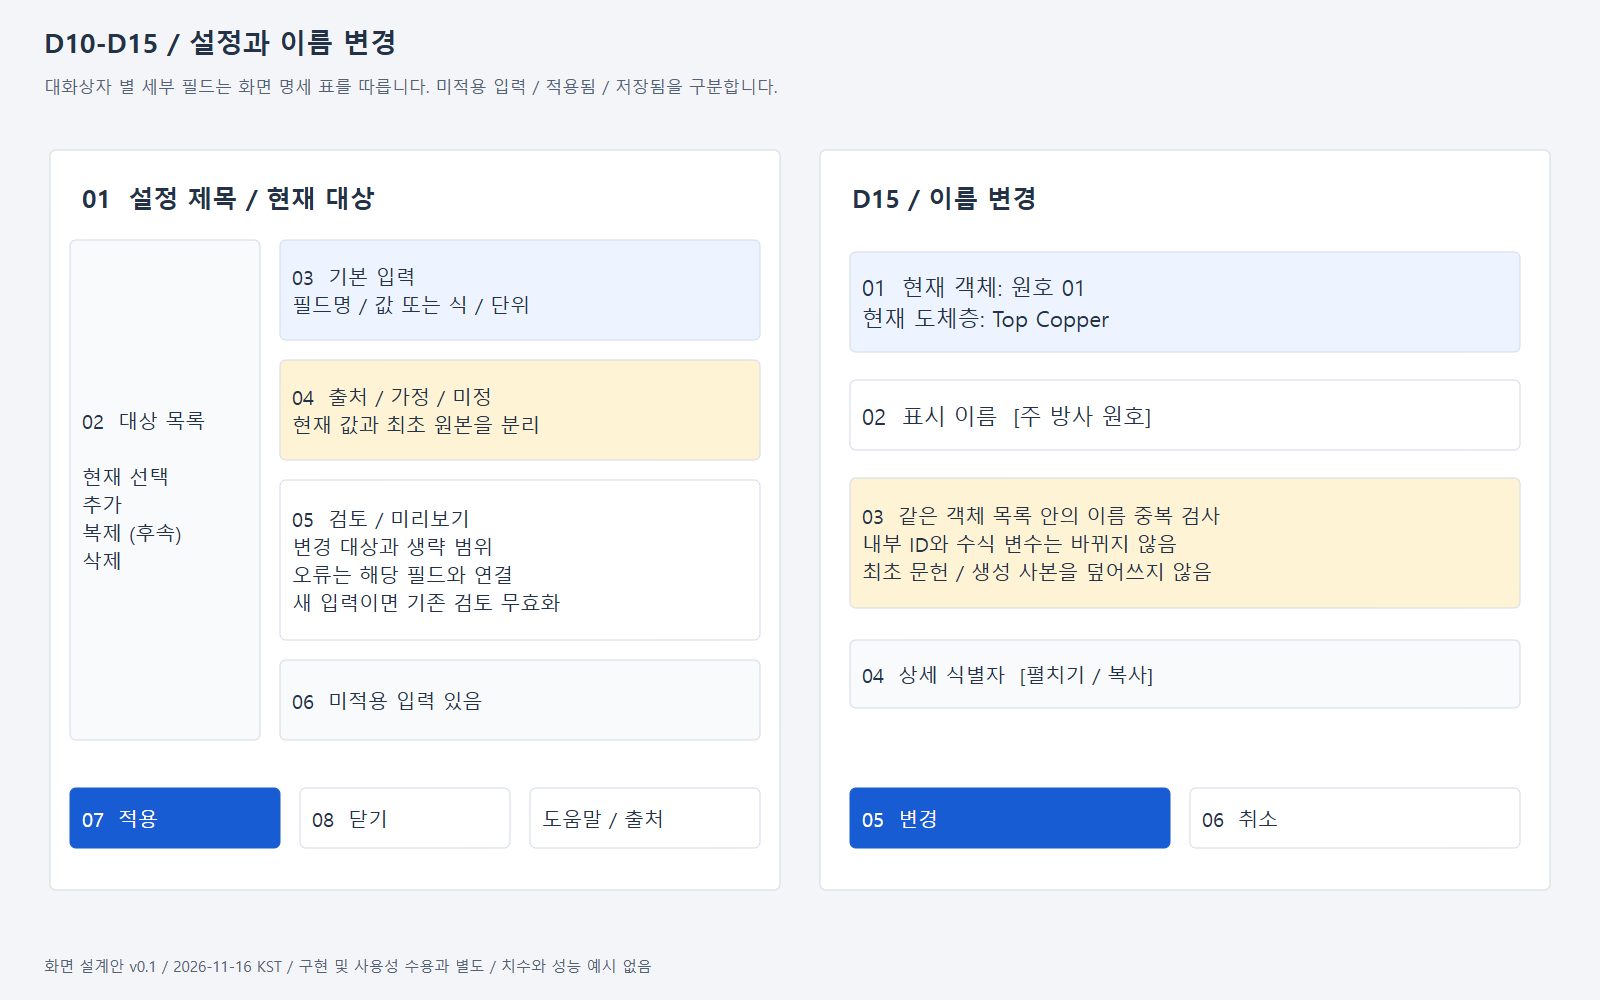 D10-D15 / 설정과 이름 변경
대화상자 별 세부 필드는 화면 명세 표를 따릅니다. 미적용 입력 / 적용됨 / 저장됨을 구분합니다.
01 설정 제목 / 현재 대상
02 대상 목록
현재 선택
추가
복제 (후속)
삭제
03 기본 입력
필드명 / 값 또는 식 / 단위
04 출처 / 가정 / 미정
현재 값과 최초 원본을 분리
05 검토 / 미리보기
변경 대상과 생략 범위
오류는 해당 필드와 연결
새 입력이면 기존 검토 무효화
06 미적용 입력 있음
07 적용
08 닫기
도움말 / 출처
D15 / 이름 변경
01 현재 객체: 원호 01
현재 도체층: Top Copper
02 표시 이름 [주 방사 원호]
03 같은 객체 목록 안의 이름 중복 검사
내부 ID와 수식 변수는 바뀌지 않음
최초 문헌 / 생성 사본을 덮어쓰지 않음
04 상세 식별자 [펼치기 / 복사]
05 변경
06 취소
화면 설계안 v0.1 / 2026-11-16 KST / 구현 및 사용성 수용과 별도 / 치수와 성능 예시 없음